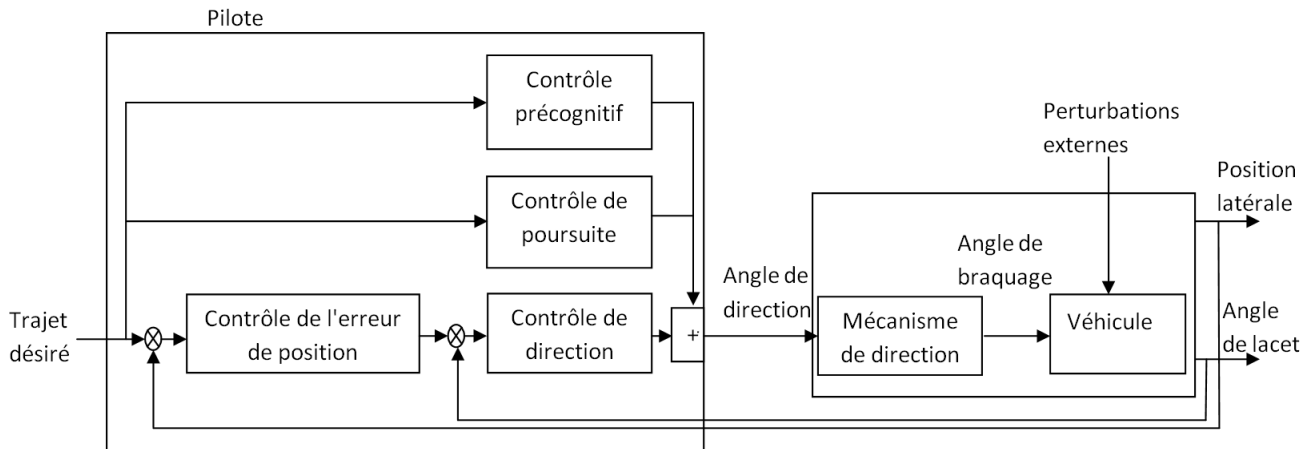 Pilote
Contrôle
précognitif
Perturbations
externes
Position
latérale
Contrôle de
poursuite
Angle de
braquage
Angle de
direction
Trajet
désiré
Contrôle de l'erreur
de position
Contrôle de
direction
+
Mécanisme
de direction
Véhicule
Angle
de lacet